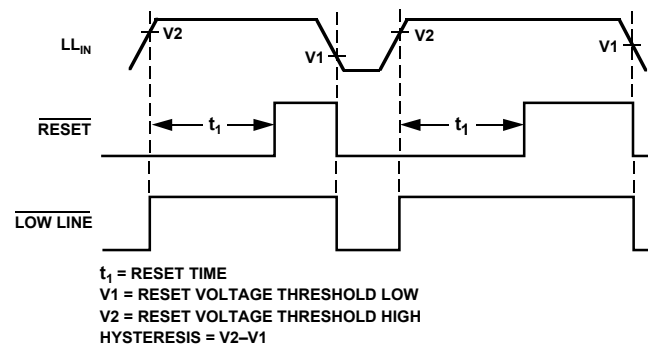 LL_IN V2 V1 V2 V1
RESET t₁ t₁
LOW LINE
t₁ = RESET TIME
V1 = RESET VOLTAGE THRESHOLD LOW
V2 = RESET VOLTAGE THRESHOLD HIGH
HYSTERESIS = V2–V1